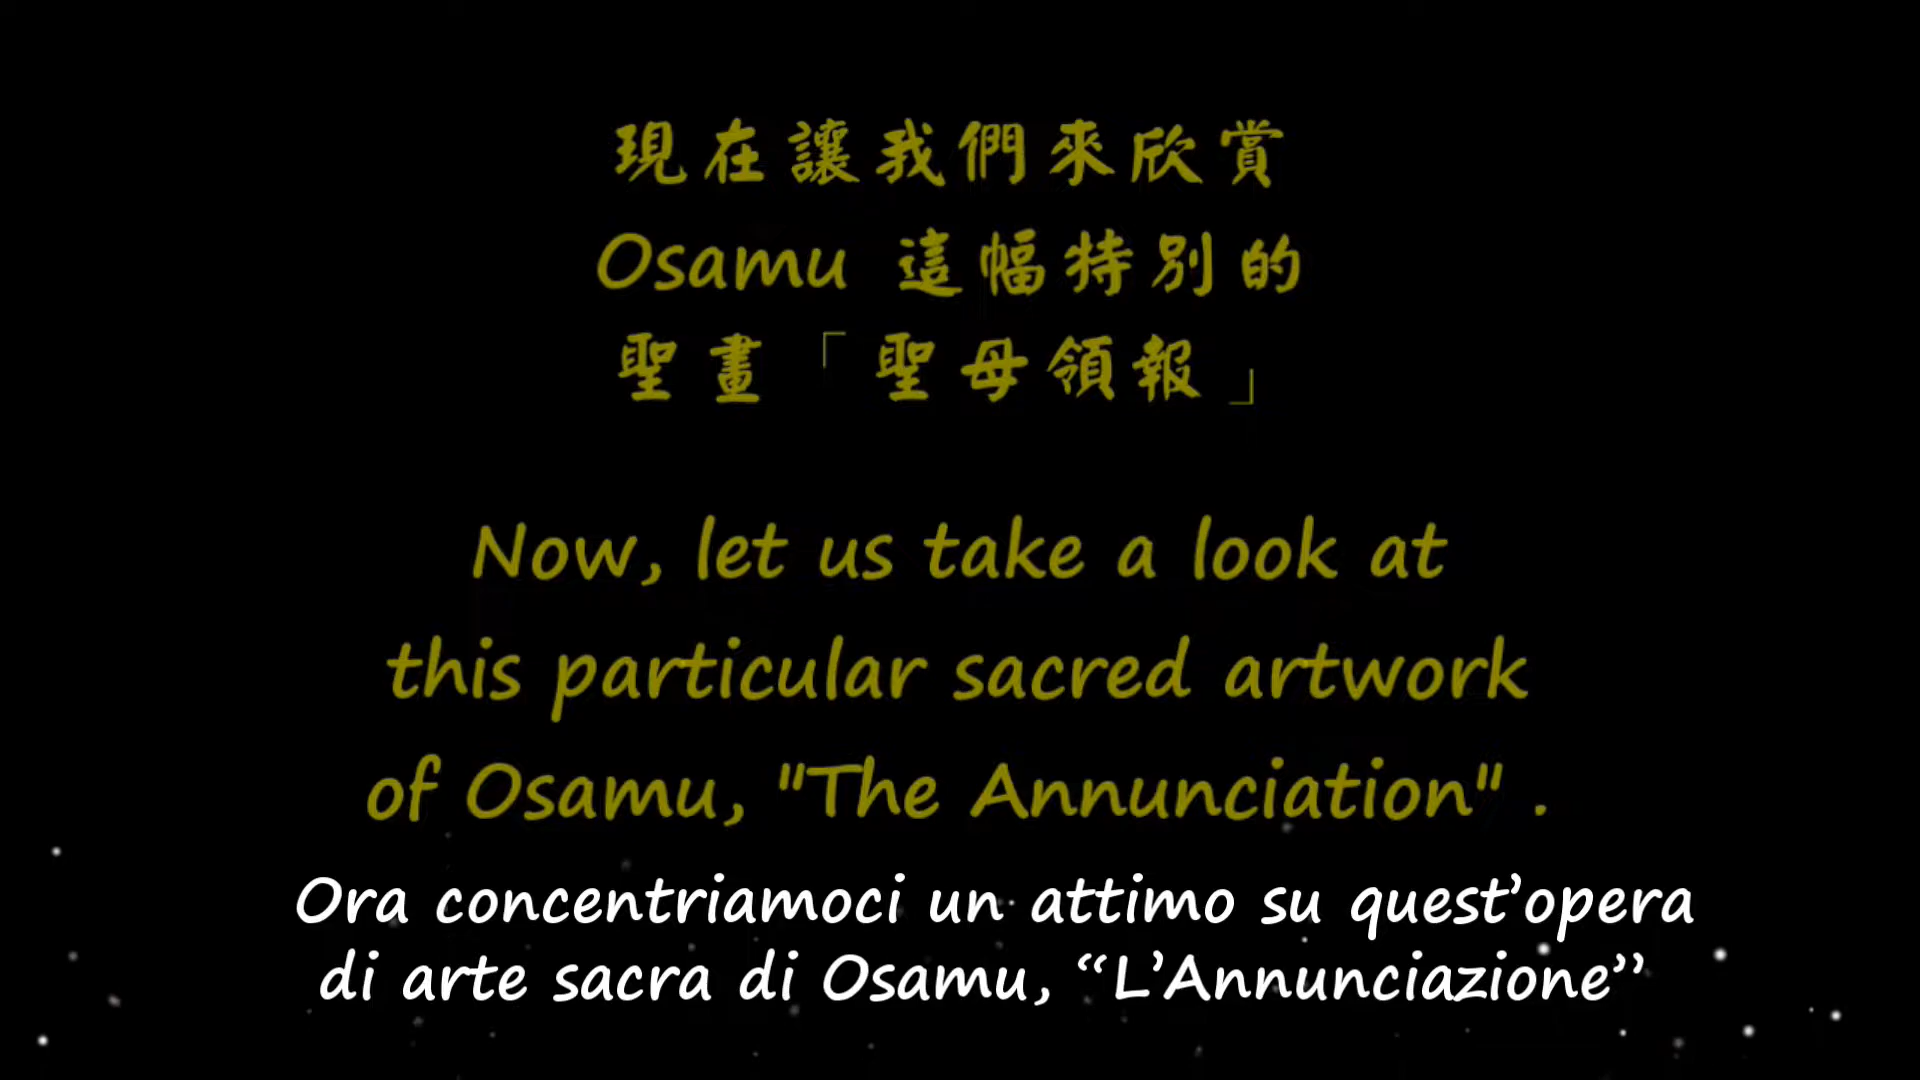 現在讓我們來欣賞
Osamu 這幅特別的
聖畫「聖母領報」
Now, let us take a look at
this particular sacred artwork
of Osamu, "The Annunciation" .
Ora concentriamoci un attimo su quest’opera
di arte sacra di Osamu, “L’Annunciazione’’